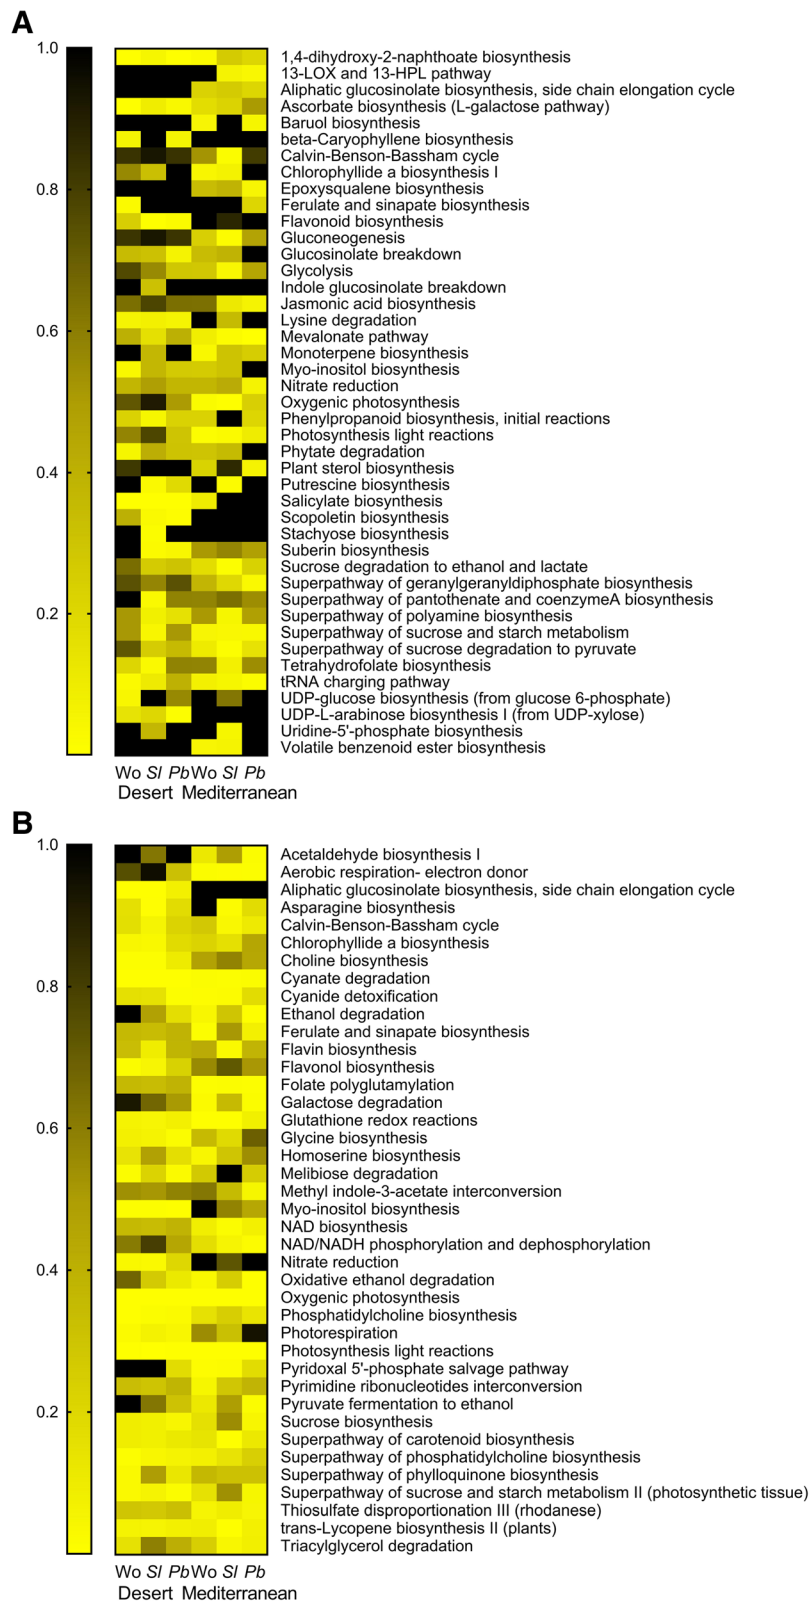 A
1.0
0.8
0.6
0.4
0.2
1,4-dihydroxy-2-naphthoate biosynthesis
13-LOX and 13-HPL pathway
Aliphatic glucosinolate biosynthesis, side chain elongation cycle
Ascorbate biosynthesis (L-galactose pathway)
Baruol biosynthesis
beta-Caryophyllene biosynthesis
Calvin-Benson-Bassham cycle
Chlorophyllide a biosynthesis I
Epoxysqualene biosynthesis
Ferulate and sinapate biosynthesis
Flavonoid biosynthesis
Gluconeogenesis
Glucosinolate breakdown
Glycolysis
Indole glucosinolate breakdown
Jasmonic acid biosynthesis
Lysine degradation
Mevalonate pathway
Monoterpene biosynthesis
Myo-inositol biosynthesis
Nitrate reduction
Oxygenic photosynthesis
Phenylpropanoid biosynthesis, initial reactions
Photosynthesis light reactions
Phytate degradation
Plant sterol biosynthesis
Putrescine biosynthesis
Salicylate biosynthesis
Scopoletin biosynthesis
Stachyose biosynthesis
Suberin biosynthesis
Sucrose degradation to ethanol and lactate
Superpathway of geranylgeranyldiphosphate biosynthesis
Superpathway of pantothenate and coenzymeA biosynthesis
Superpathway of polyamine biosynthesis
Superpathway of sucrose and starch metabolism
Superpathway of sucrose degradation to pyruvate
Tetrahydrofolate biosynthesis
tRNA charging pathway
UDP-glucose biosynthesis (from glucose 6-phosphate)
UDP-L-arabinose biosynthesis I (from UDP-xylose)
Uridine-5'-phosphate biosynthesis
Volatile benzenoid ester biosynthesis
Wo Sl Pb Wo Sl Pb
Desert Mediterranean
B
1.0
0.8
0.6
0.4
0.2
Acetaldehyde biosynthesis I
Aerobic respiration- electron donor
Aliphatic glucosinolate biosynthesis, side chain elongation cycle
Asparagine biosynthesis
Calvin-Benson-Bassham cycle
Chlorophyllide a biosynthesis
Choline biosynthesis
Cyanate degradation
Cyanide detoxification
Ethanol degradation
Ferulate and sinapate biosynthesis
Flavin biosynthesis
Flavonol biosynthesis
Folate polyglutamylation
Galactose degradation
Glutathione redox reactions
Glycine biosynthesis
Homoserine biosynthesis
Melibiose degradation
Methyl indole-3-acetate interconversion
Myo-inositol biosynthesis
NAD biosynthesis
NAD/NADH phosphorylation and dephosphorylation
Nitrate reduction
Oxidative ethanol degradation
Oxygenic photosynthesis
Phosphatidylcholine biosynthesis
Photorespiration
Photosynthesis light reactions
Pyridoxal 5'-phosphate salvage pathway
Pyrimidine ribonucleotides interconversion
Pyruvate fermentation to ethanol
Sucrose biosynthesis
Superpathway of carotenoid biosynthesis
Superpathway of phosphatidylcholine biosynthesis
Superpathway of phylloquinone biosynthesis
Superpathway of sucrose and starch metabolism II (photosynthetic tissue)
Thiosulfate disproportionation III (rhodanese)
trans-Lycopene biosynthesis II (plants)
Triacylglycerol degradation
Wo Sl Pb Wo Sl Pb
Desert Mediterranean